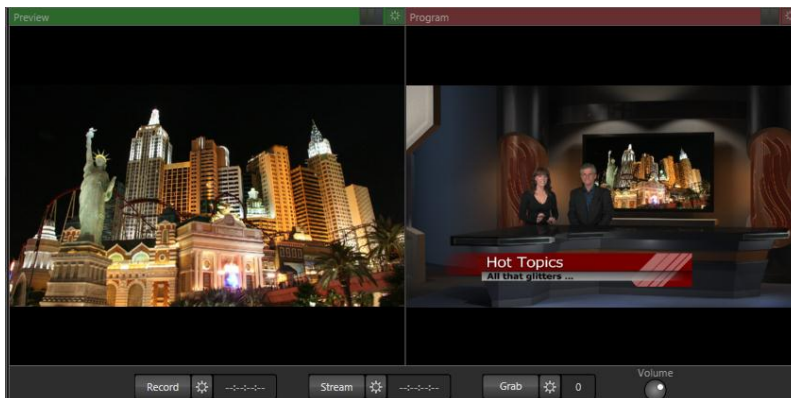 Preview
Program
Hot Topics
All that glitters ...
Volume
Record
--:--:--:--
Stream
--:--:--:--
Grab
0